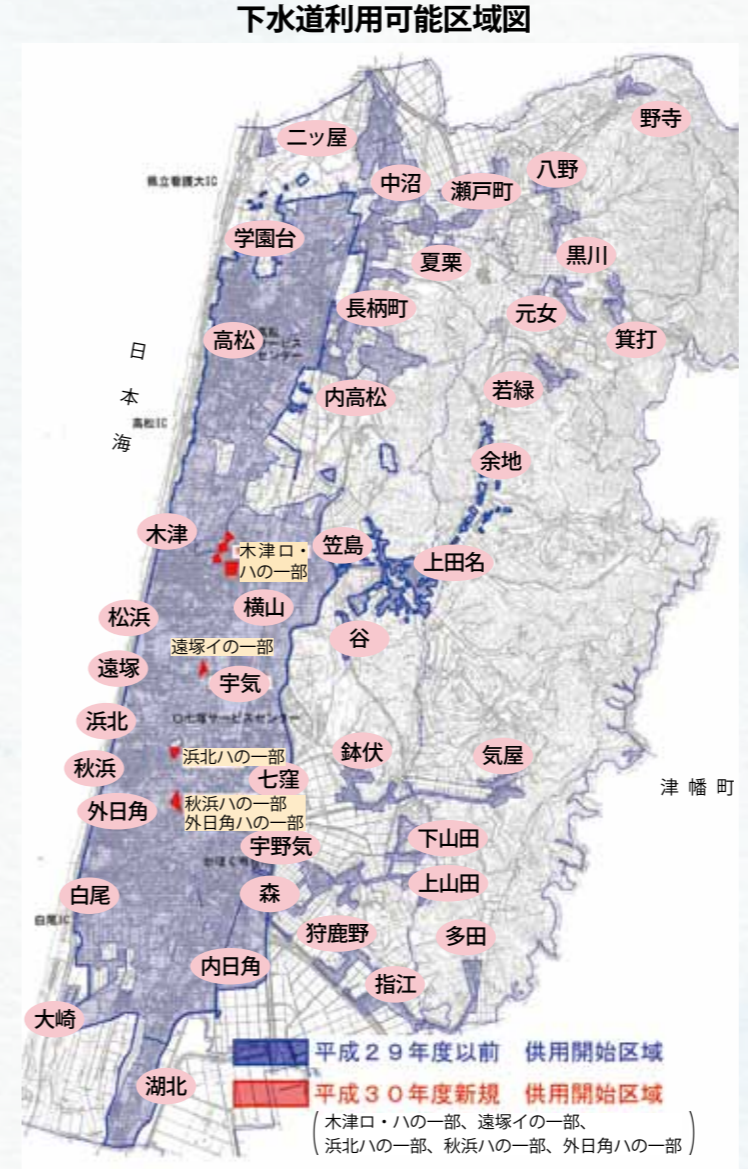 下水道利用可能区域図
野寺
二ッ屋
八野
中沼
瀬戸町
県立看護大IC
学園台
夏栗
黒川
長柄町
元女
高松
高松
サービス
センター
箕打
日本海
内高松
若緑
高松IC
余地
木津
笠島
木津ロ・
ハの一部
上田名
横山
松浜
谷
遠塚イの一部
遠塚
宇気
浜北
〇七塚サービスセンター
鉢伏
気屋
浜北ハの一部
秋浜
七窪
津幡町
外日角
秋浜ハの一部
外日角ハの一部
下山田
宇野気
上山田
白尾
森
白尾IC
狩鹿野
多田
内日角
指江
大崎
平成29年度以前 供用開始区域
湖北
平成30年度新規 供用開始区域
(木津ロ・ハの一部、遠塚イの一部、
浜北ハの一部、秋浜ハの一部、外日角ハの一部)